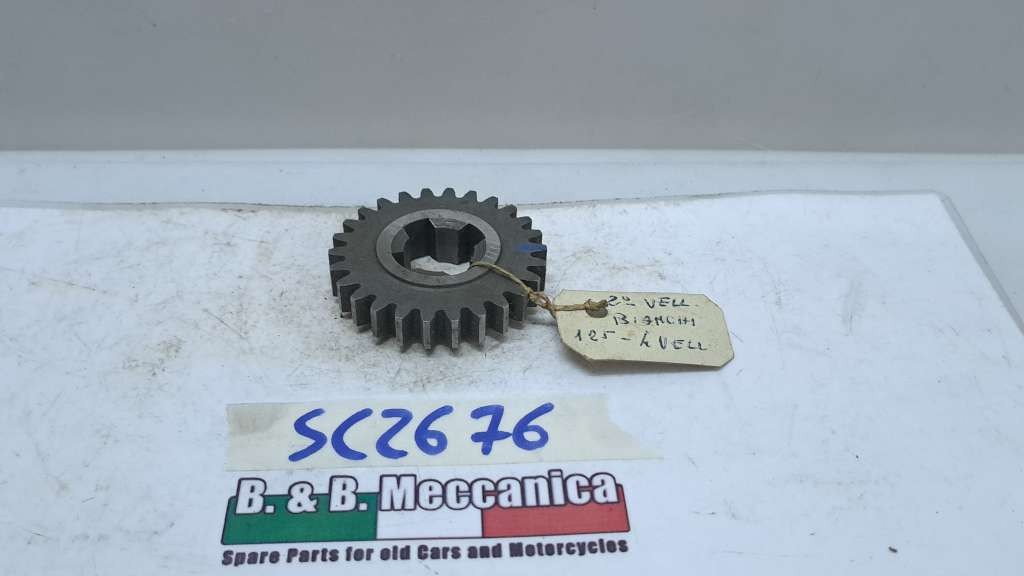 2ª VELL.
BIANCHI
125 - 4 VELL
SC2676
B. & B. Meccanica
Spare Parts for old Cars and Motorcycles